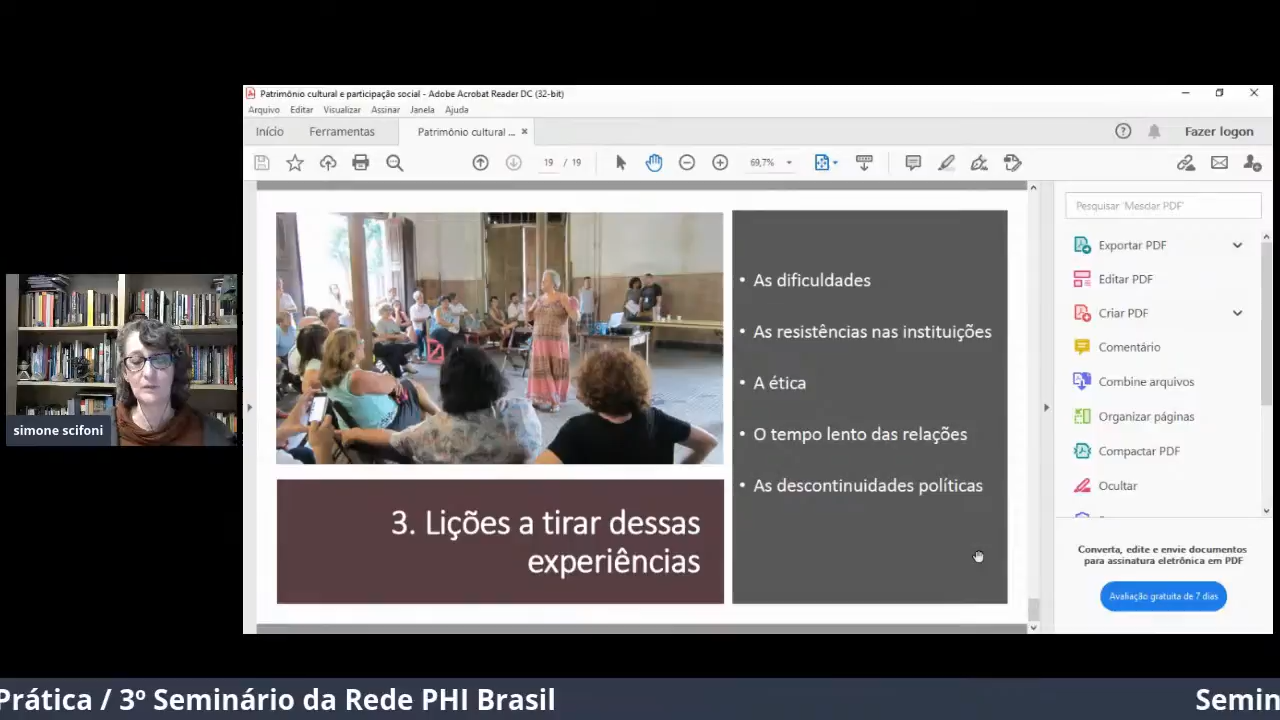 Patrimônio cultural e participação social - Adobe Acrobat Reader DC (32-bit)
Arquivo Editar Visualizar Assinar Janela Ajuda
Início Ferramentas Patrimônio cultural ... × Fazer logon
19 / 19 69,7%
Pesquisar 'Mesclar PDF'
Exportar PDF
Editar PDF
Criar PDF
Comentário
Combine arquivos
Organizar páginas
Compactar PDF
Ocultar
Converta, edite e envie documentos
para assinatura eletrônica em PDF
Avaliação gratuita de 7 dias
• As dificuldades
• As resistências nas instituições
• A ética
• O tempo lento das relações
• As descontinuidades políticas
3. Lições a tirar dessas
experiências
simone scifoni
Prática / 3º Seminário da Rede PHI Brasil
Semin